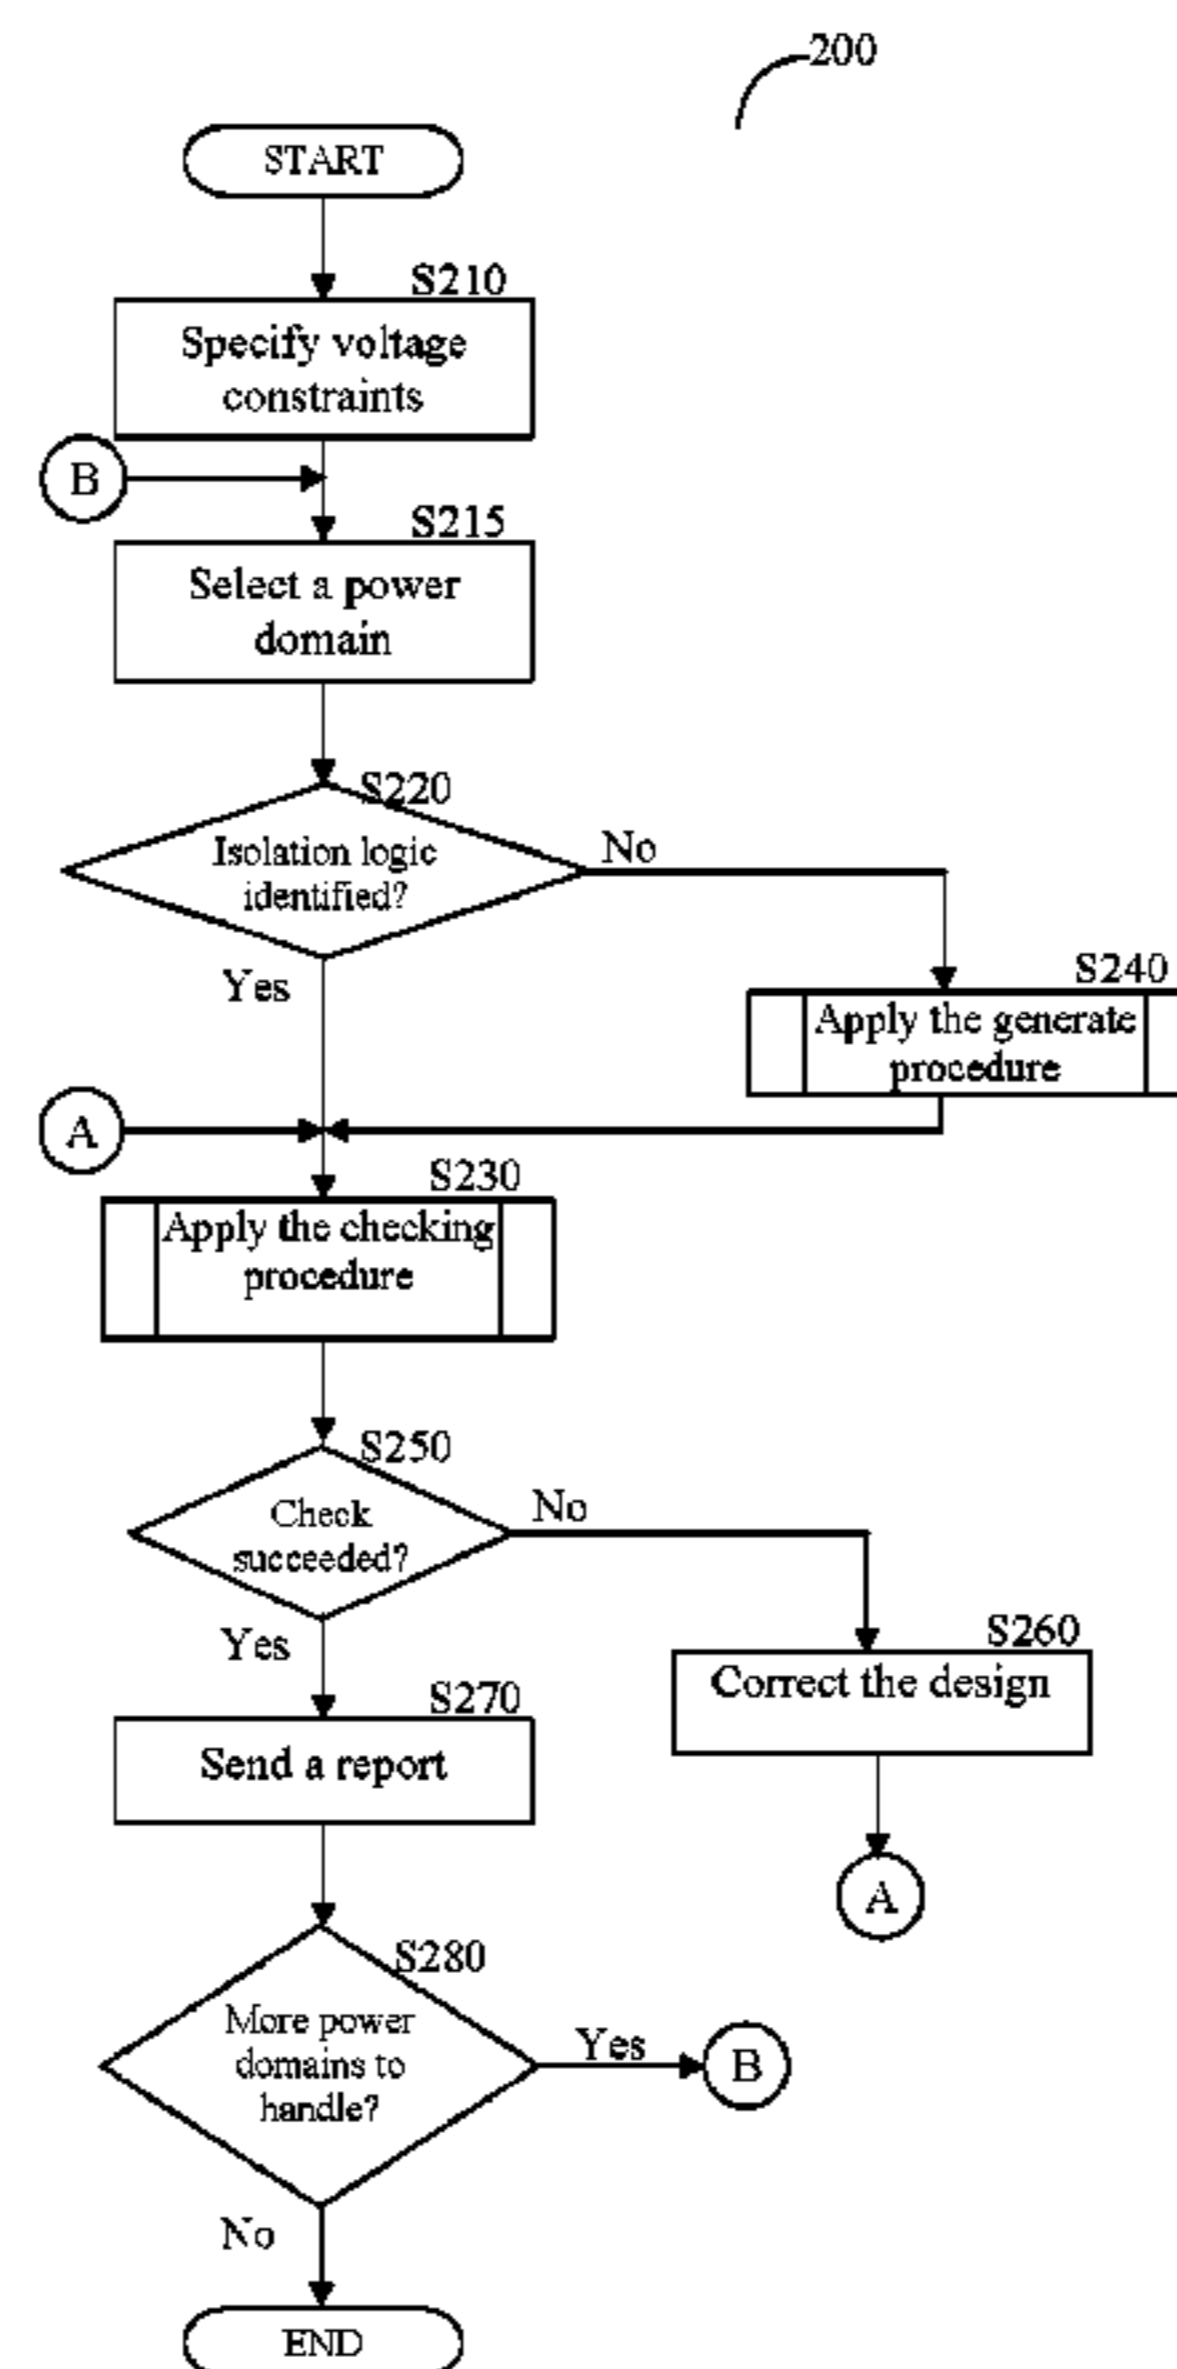 200
START
S210
Specify voltage
constraints
B
S215
Select a power
domain
S220
Isolation logic
identified?
No
Yes
S240
Apply the generate
procedure
A
S230
Apply the checking
procedure
S250
Check
succeeded?
No
Yes
S260
Correct the design
S270
Send a report
A
S280
More power
domains to
handle?
Yes
B
No
END